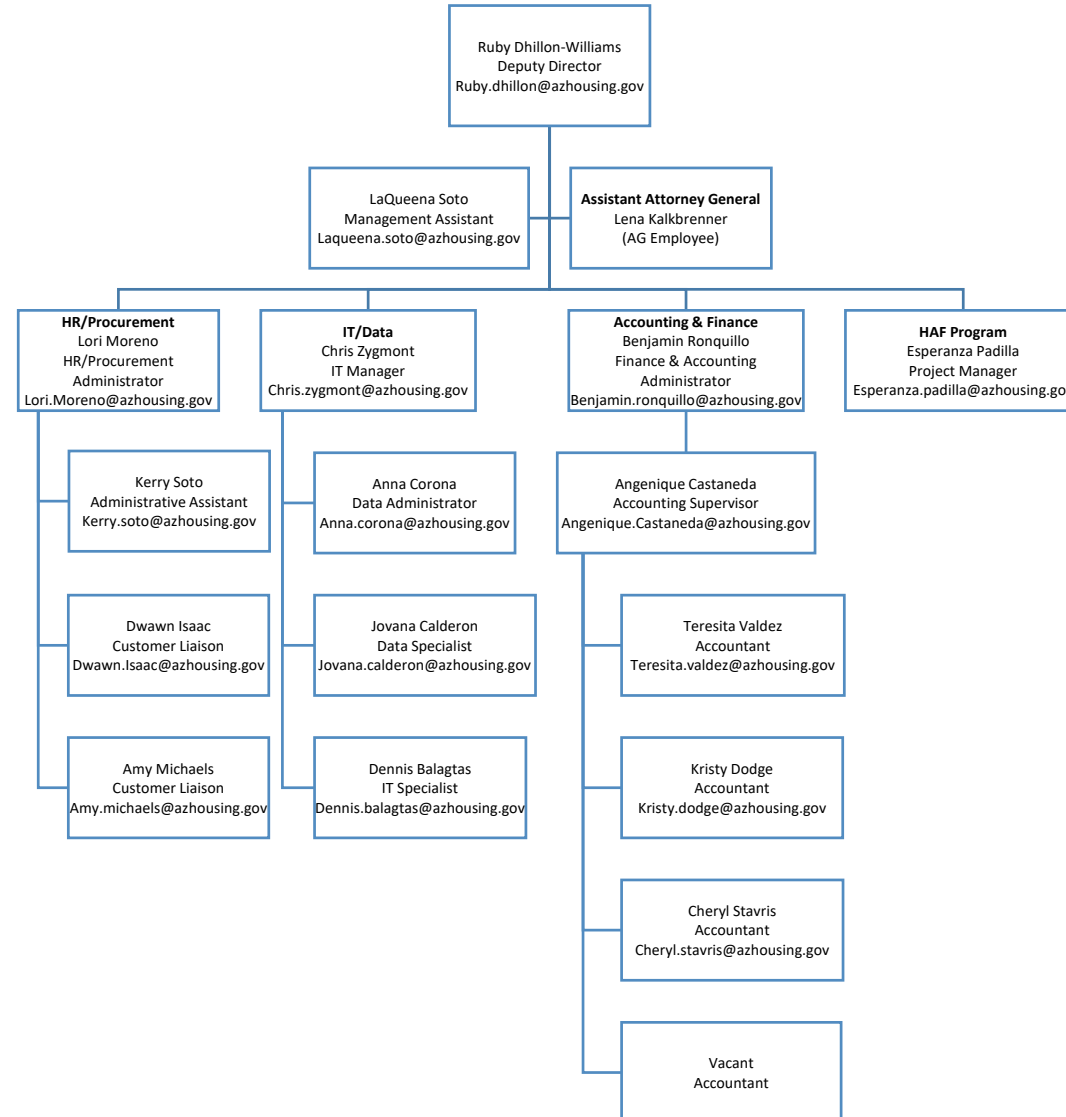 Ruby Dhillon-Williams
Deputy Director
Ruby.dhillon@azhousing.gov
LaQueena Soto
Management Assistant
Laqueena.soto@azhousing.gov
Assistant Attorney General
Lena Kalkbrenner
(AG Employee)
HR/Procurement
Lori Moreno
HR/Procurement
Administrator
Lori.Moreno@azhousing.gov
IT/Data
Chris Zygmont
IT Manager
Chris.zygmont@azhousing.gov
Accounting & Finance
Benjamin Ronquillo
Finance & Accounting
Administrator
Benjamin.ronquillo@azhousing.gov
HAF Program
Esperanza Padilla
Project Manager
Esperanza.padilla@azhousing.go
Kerry Soto
Administrative Assistant
Kerry.soto@azhousing.gov
Anna Corona
Data Administrator
Anna.corona@azhousing.gov
Angenique Castaneda
Accounting Supervisor
Angenique.Castaneda@azhousing.gov
Dwawn Isaac
Customer Liaison
Dwawn.Isaac@azhousing.gov
Jovana Calderon
Data Specialist
Jovana.calderon@azhousing.gov
Teresita Valdez
Accountant
Teresita.valdez@azhousing.gov
Amy Michaels
Customer Liaison
Amy.michaels@azhousing.gov
Dennis Balagtas
IT Specialist
Dennis.balagtas@azhousing.gov
Kristy Dodge
Accountant
Kristy.dodge@azhousing.gov
Cheryl Stavris
Accountant
Cheryl.stavris@azhousing.gov
Vacant
Accountant